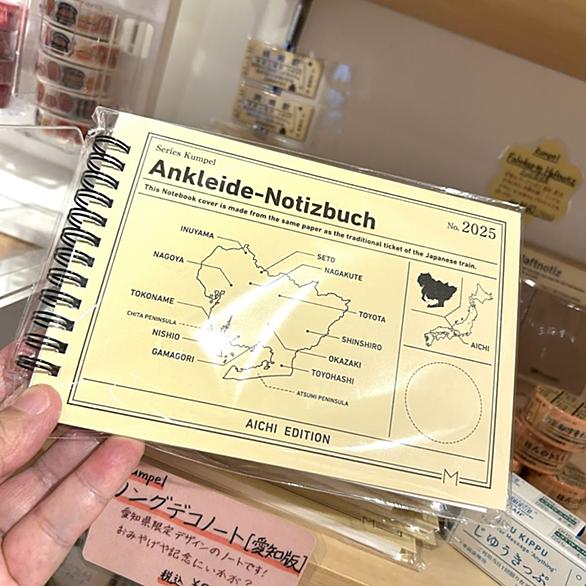 Series Kumpel
Ankleide-Notizbuch
No. 2025
This Notebook cover is made from the same paper as the traditional ticket of the Japanese train.
INUYAMA
SETO
NAGOYA
NAGAKUTE
TOKONAME
TOYOTA
CHITA PENINSULA
SHINSHIRO
NISHIO
OKAZAKI
GAMAGORI
TOYOHASHI
ATSUMI PENINSULA
AICHI
AICHI EDITION
M
Kumpel
リングデコノート[愛知版]
愛知県限定デザインのノートです!
おみやげや記念にいかが?
税込
じゆうきっぷ